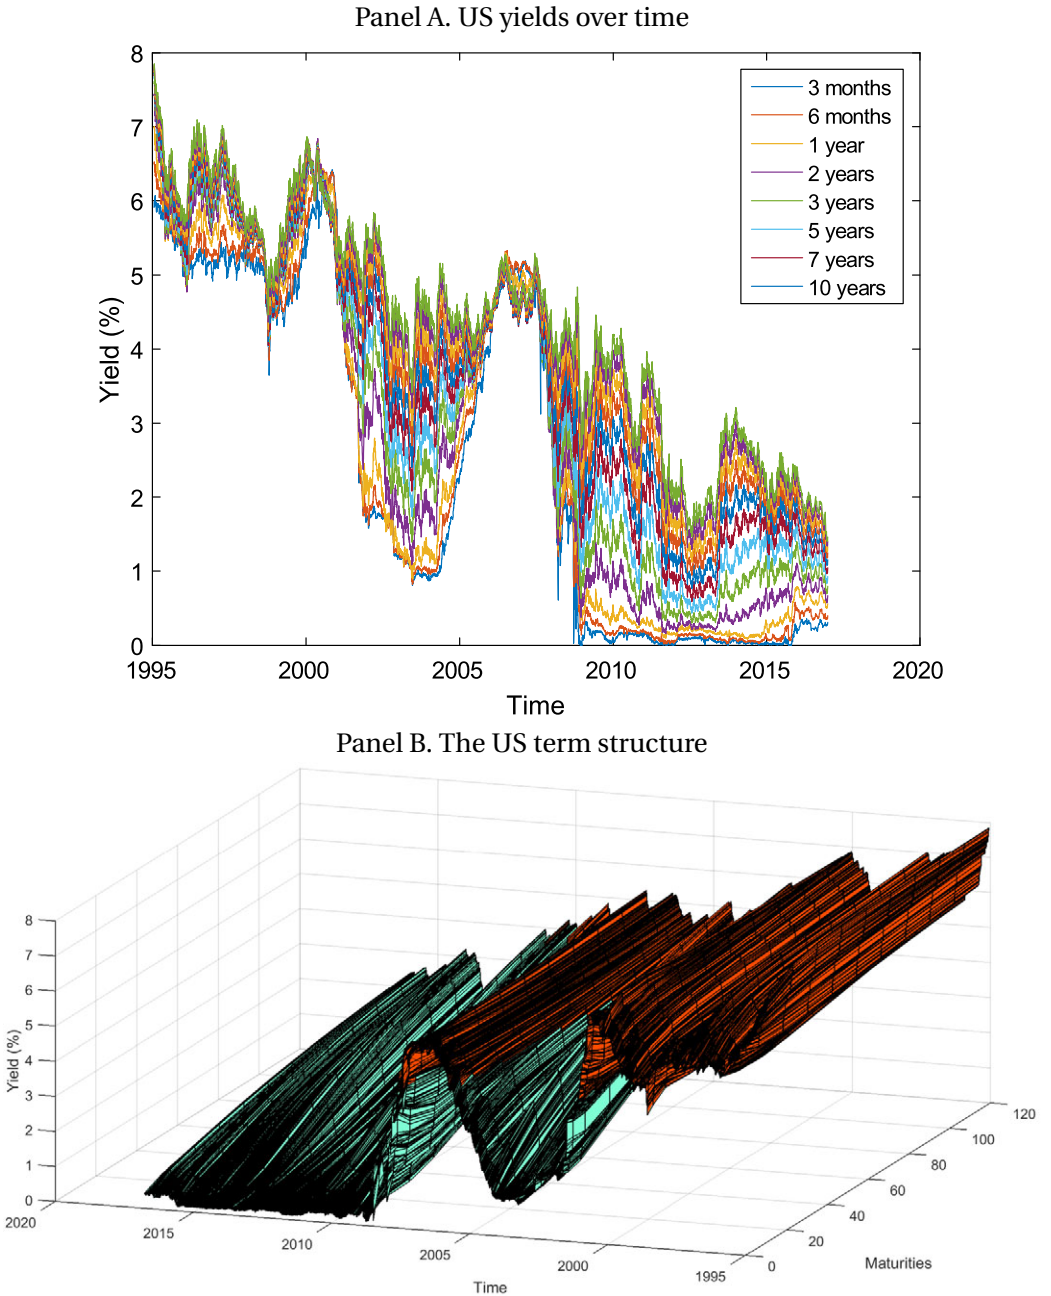 Panel A. US yields over time
8
7
6
5
4
3
2
1
0
Yield (%)
3 months
6 months
1 year
2 years
3 years
5 years
7 years
10 years
1995 2000 2005 2010 2015 2020
Time
Panel B. The US term structure
8
7
6
5
4
3
2
1
0
Yield (%)
2020
2015
2010
2005
2000
1995
Time
0
20
40
60
80
100
120
Maturities